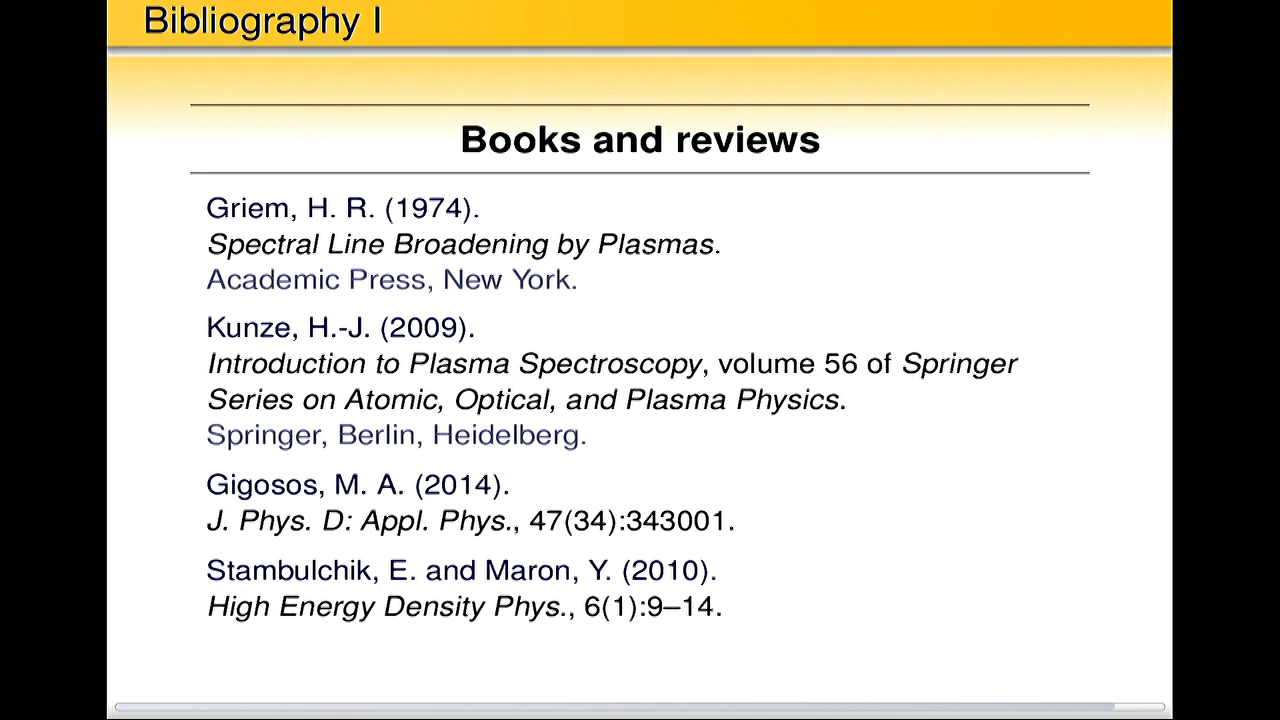 Bibliography I
Books and reviews
Griem, H. R. (1974).
Spectral Line Broadening by Plasmas.
Academic Press, New York.
Kunze, H.-J. (2009).
Introduction to Plasma Spectroscopy, volume 56 of Springer
Series on Atomic, Optical, and Plasma Physics.
Springer, Berlin, Heidelberg.
Gigosos, M. A. (2014).
J. Phys. D: Appl. Phys., 47(34):343001.
Stambulchik, E. and Maron, Y. (2010).
High Energy Density Phys., 6(1):9–14.